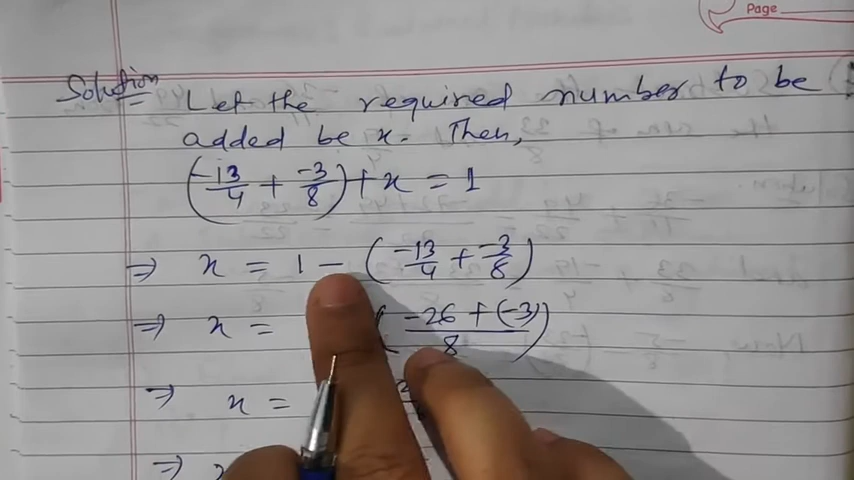 Page
Solution Let the required number to be
added be x. Then,
(-13/4 + -3/8) + x = 1
⇒ x = 1 - (-13/4 + -3/8)
⇒ x = ( -26 + (-3) / 8 )
⇒ x =
⇒